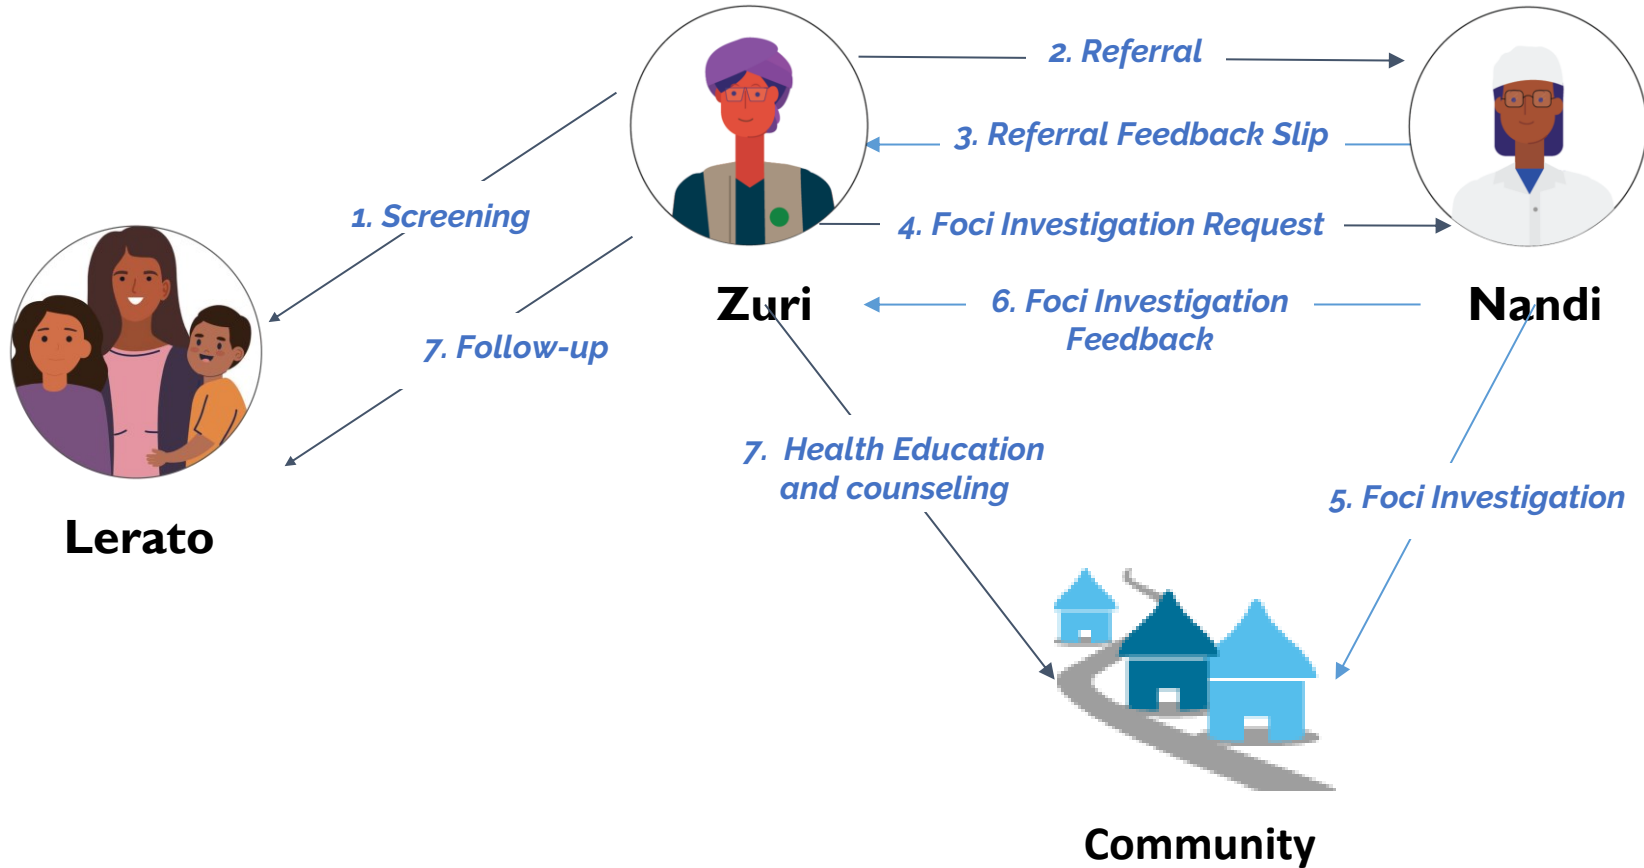 2. Referral
3. Referral Feedback Slip
1. Screening
4. Foci Investigation Request
Zuri
6. Foci Investigation
Feedback
Nandi
7. Follow-up
7. Health Education
and counseling
5. Foci Investigation
Lerato
Community